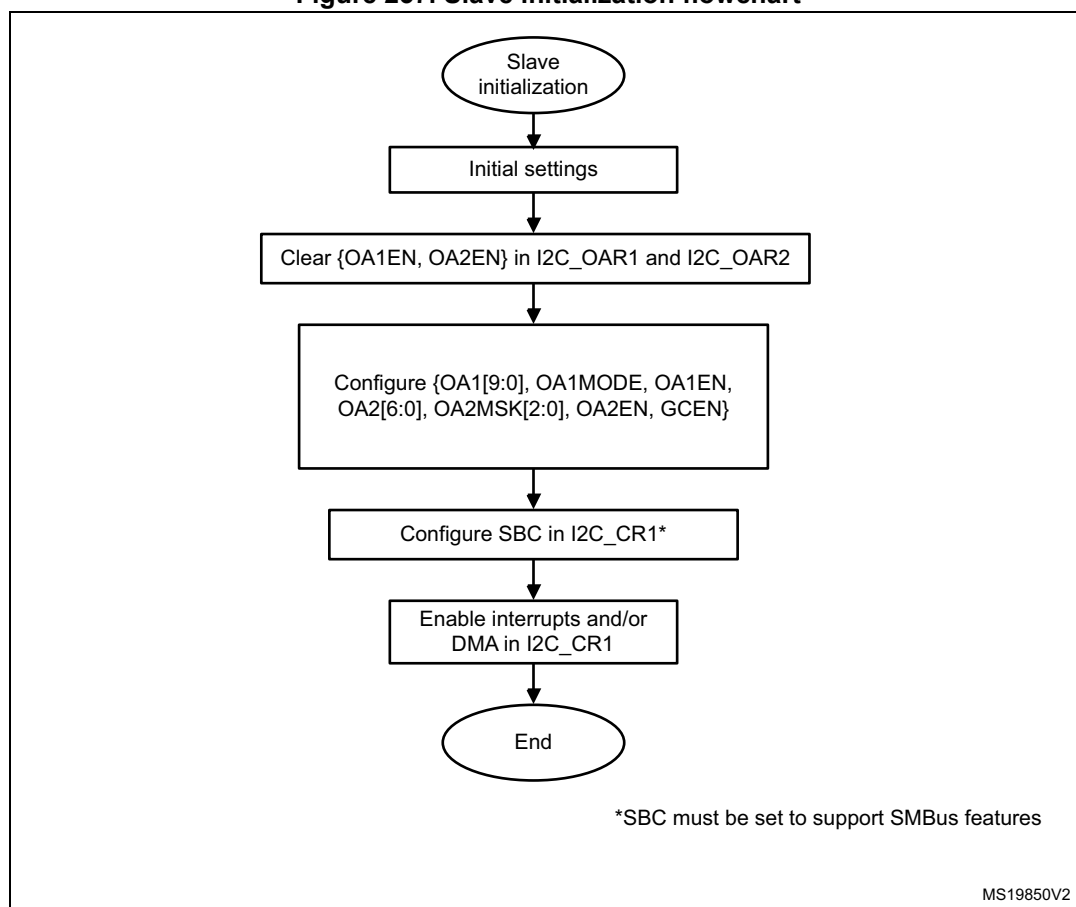 Slave
initialization
Initial settings
Clear {OA1EN, OA2EN} in I2C_OAR1 and I2C_OAR2
Configure {OA1[9:0], OA1MODE, OA1EN,
OA2[6:0], OA2MSK[2:0], OA2EN, GCEN}
Configure SBC in I2C_CR1*
Enable interrupts and/or
DMA in I2C_CR1
End
*SBC must be set to support SMBus features
MS19850V2